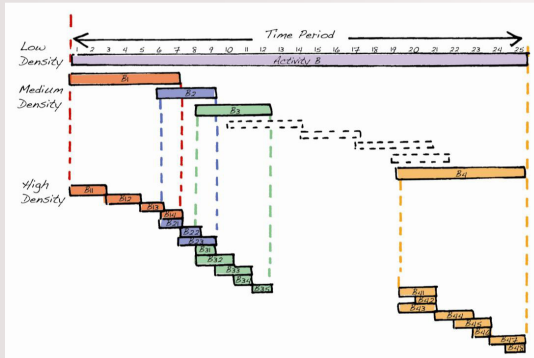 Time Period
1 2 3 4 5 6 7 8 9 10 11 12 13 14 15 16 17 18 19 20 21 22 23 24 25
Low
Density
Activity B
B1
Medium
Density
B2
B3
B4
High
Density
B11
B12
B13
B14
B21
B22
B23
B31
B32
B33
B34
B35
B41
B42
B43
B44
B45
B46
B47
B48